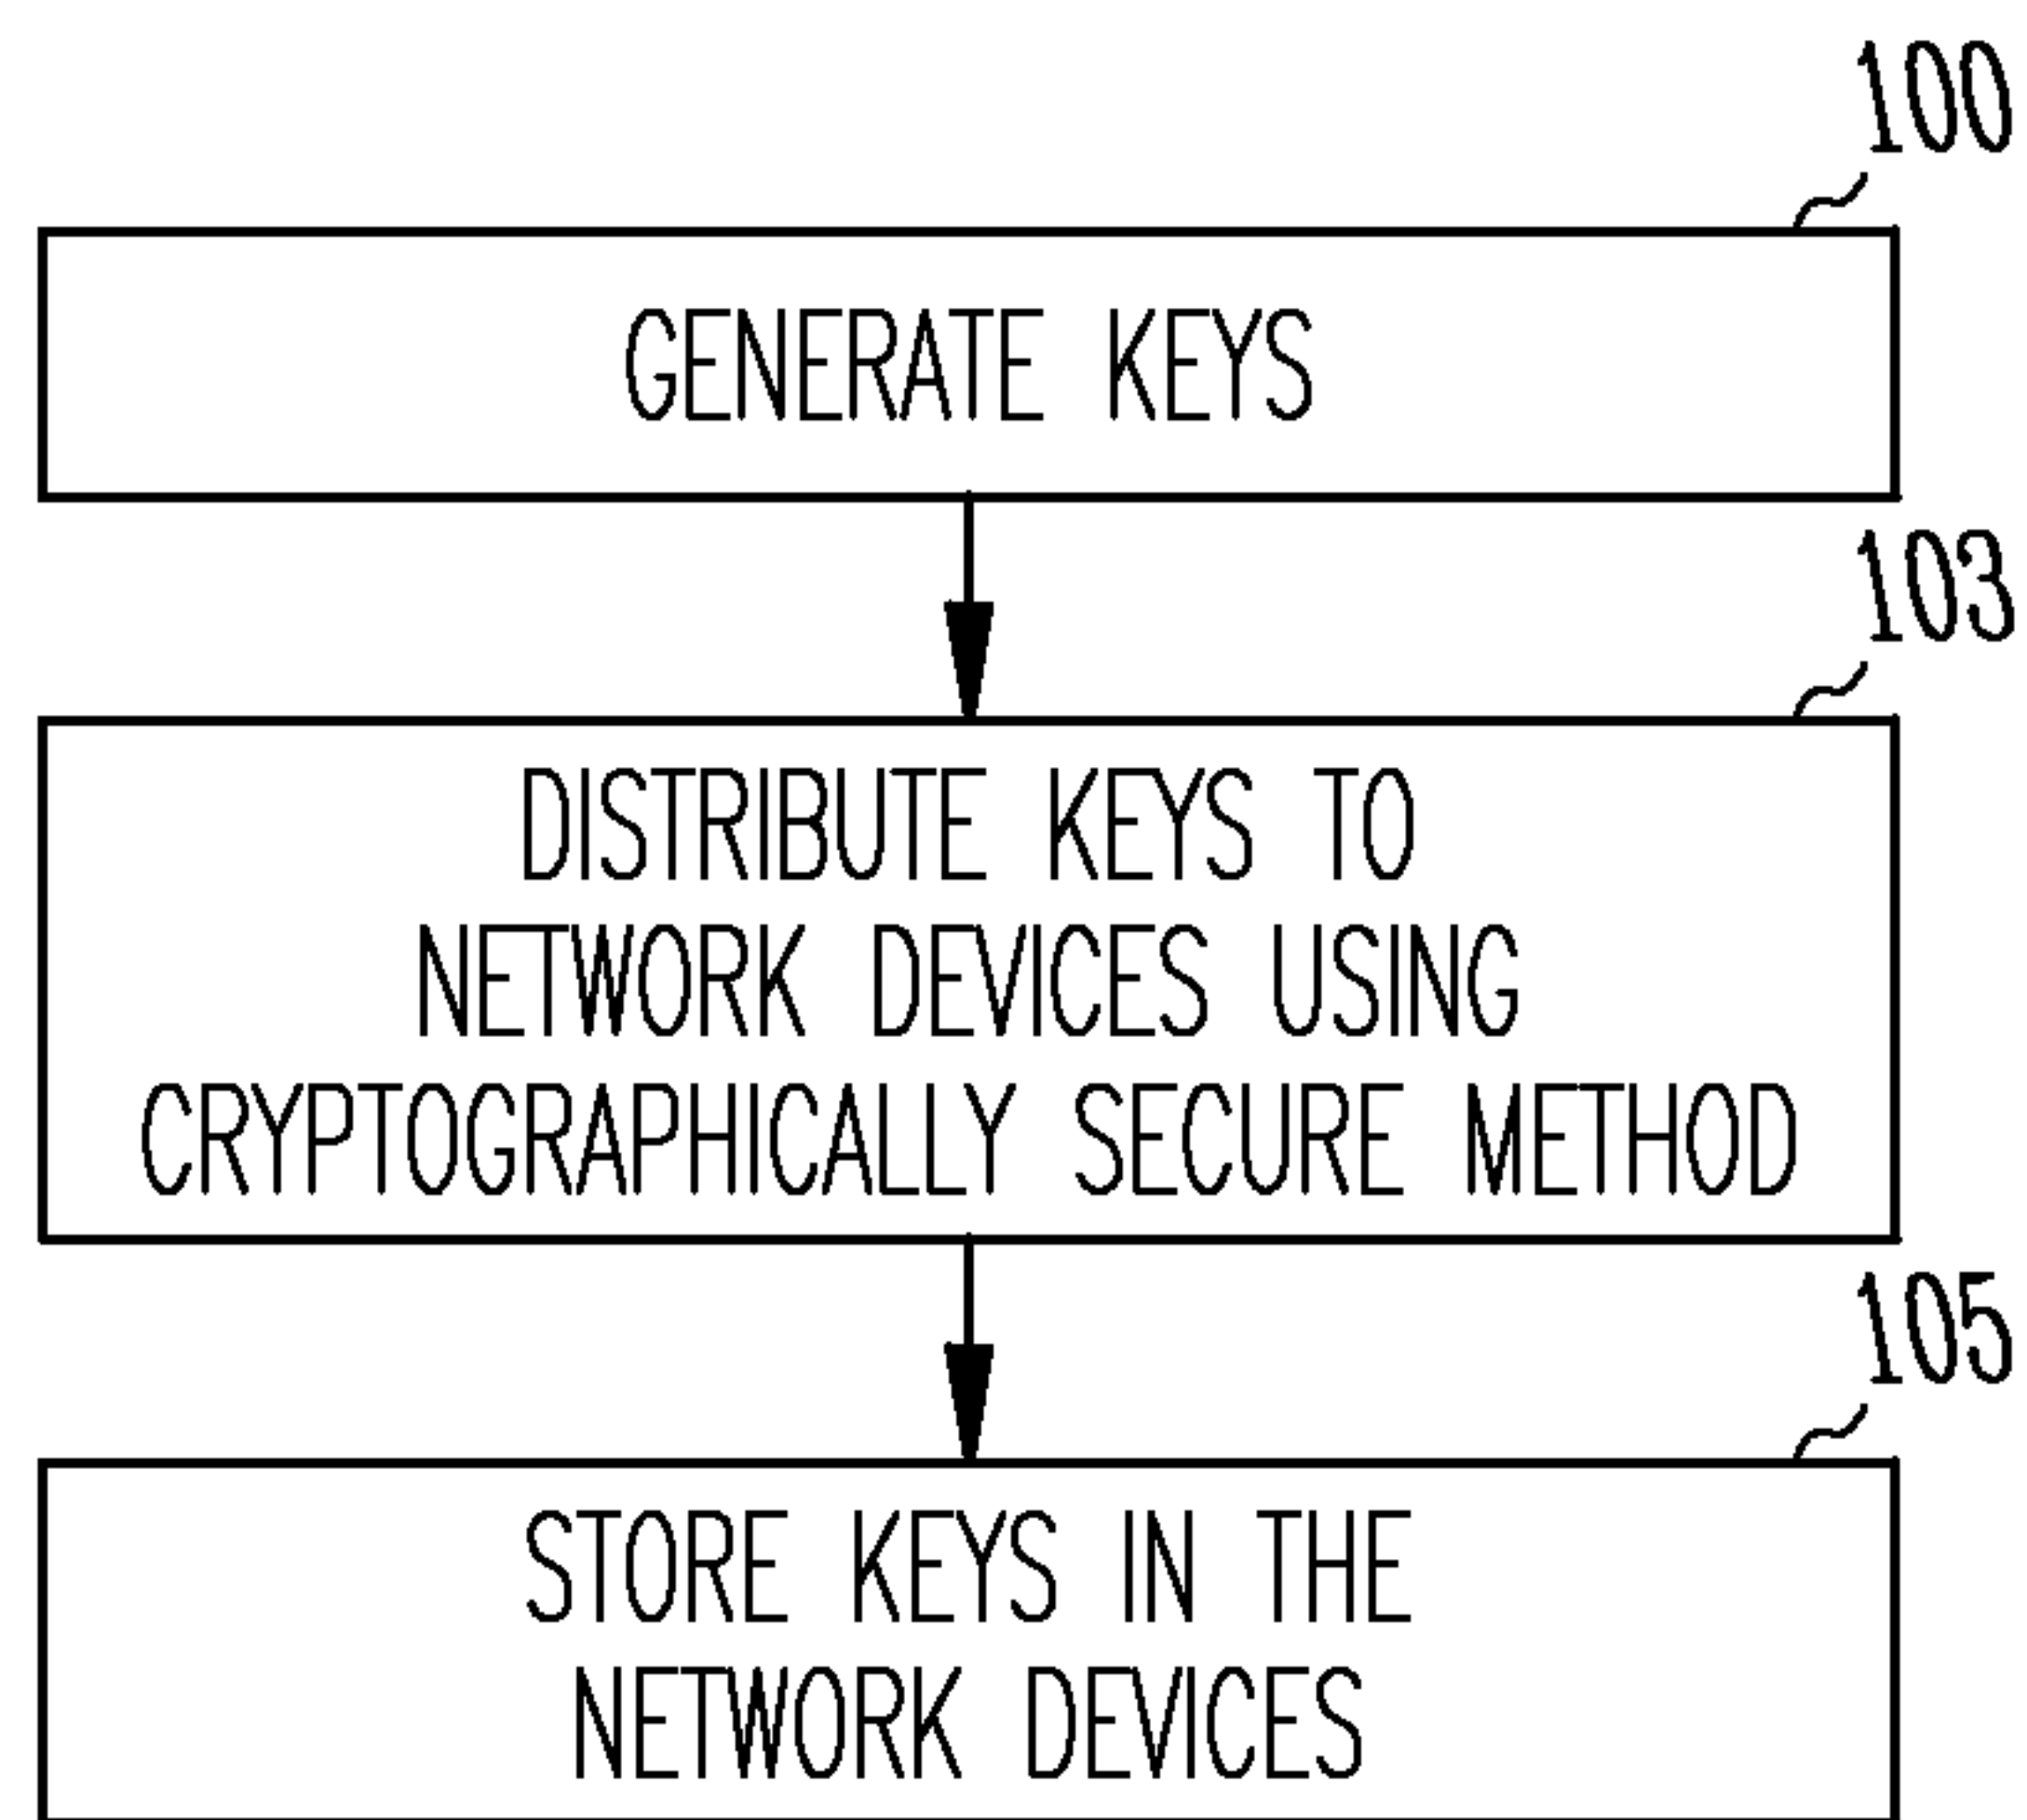 100
GENERATE KEYS
103
DISTRIBUTE KEYS TO
NETWORK DEVICES USING
CRYPTOGRAPHICALLY SECURE METHOD
105
STORE KEYS IN THE
NETWORK DEVICES